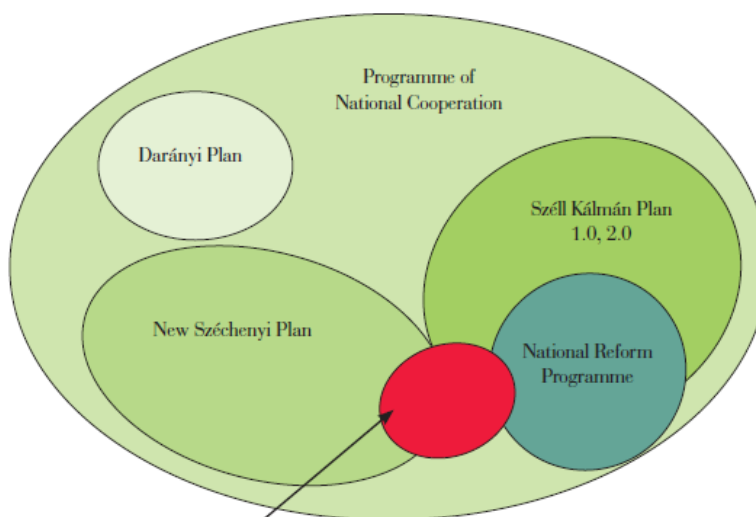 Programme of
National Cooperation
Darányi Plan
Széll Kálmán Plan
1.0, 2.0
New Széchenyi Plan
National Reform
Programme